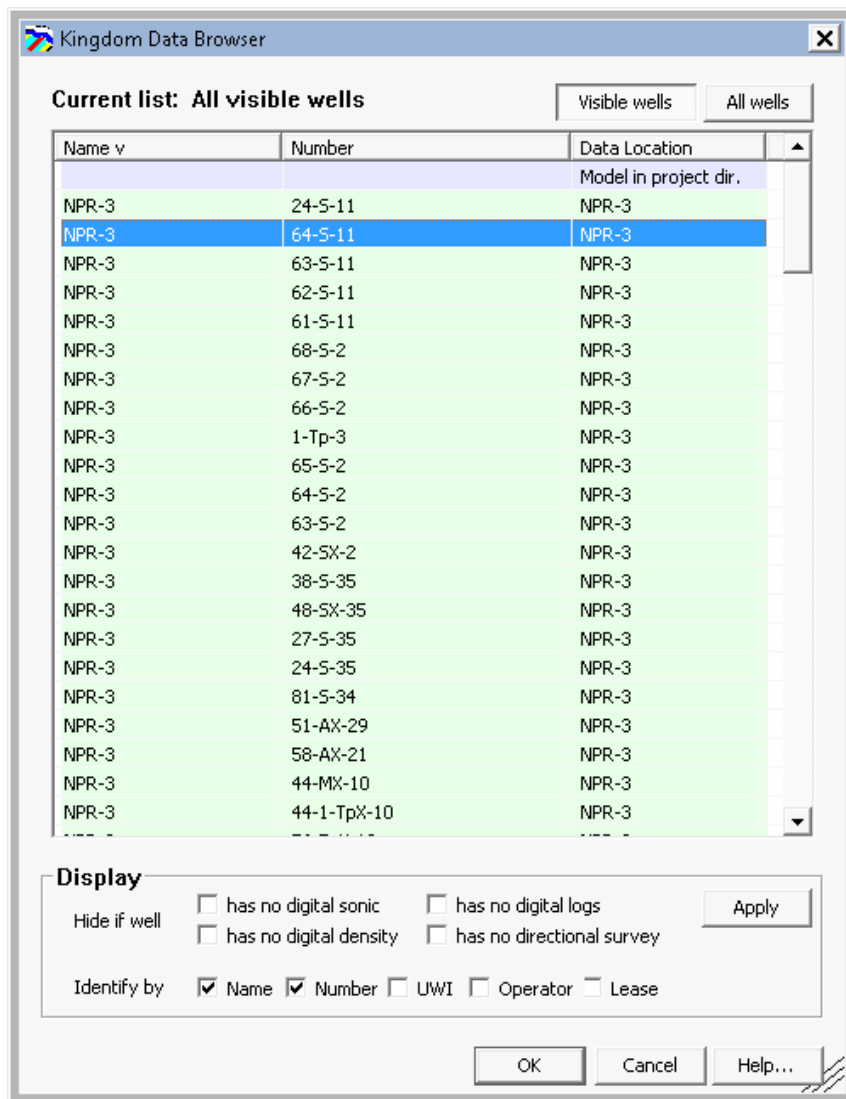 Kingdom Data Browser
Current list: All visible wells Visible wells All wells
Name v Number Data Location
Model in project dir.
NPR-3 24-S-11 NPR-3
NPR-3 64-S-11 NPR-3
NPR-3 63-S-11 NPR-3
NPR-3 62-S-11 NPR-3
NPR-3 61-S-11 NPR-3
NPR-3 68-S-2 NPR-3
NPR-3 67-S-2 NPR-3
NPR-3 66-S-2 NPR-3
NPR-3 1-Tp-3 NPR-3
NPR-3 65-S-2 NPR-3
NPR-3 64-S-2 NPR-3
NPR-3 63-S-2 NPR-3
NPR-3 42-SX-2 NPR-3
NPR-3 38-S-35 NPR-3
NPR-3 48-SX-35 NPR-3
NPR-3 27-S-35 NPR-3
NPR-3 24-S-35 NPR-3
NPR-3 81-S-34 NPR-3
NPR-3 51-AX-29 NPR-3
NPR-3 58-AX-21 NPR-3
NPR-3 44-MX-10 NPR-3
NPR-3 44-1-TpX-10 NPR-3
Display
Hide if well has no digital sonic has no digital logs Apply
has no digital density has no directional survey
Identify by Name Number UWI Operator Lease
OK Cancel Help...